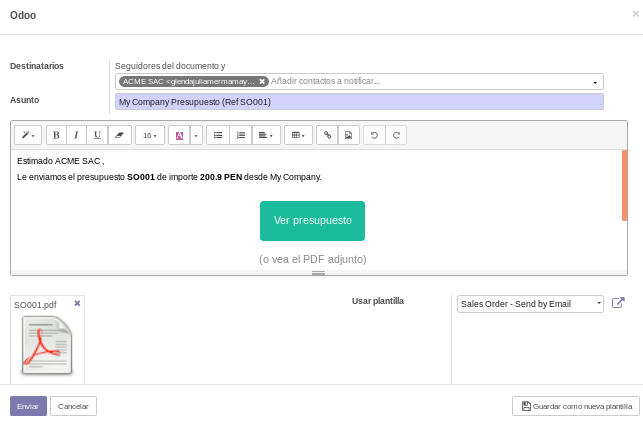 Odoo
×
Destinatarios
Seguidores del documento y
ACME SAC <giendajuliamermamay... ✖ Añadir contactos a notificar...
Asunto
My Company Presupuesto (Ref SO001)
B I U 16 A
Estimado ACME SAC ,
Le enviamos el presupuesto SO001 de importe 200.9 PEN desde My Company.
Ver presupuesto
(o vea el PDF adjunto)
SO001.pdf ✖
Usar plantilla
Sales Order - Send by Email
Enviar
Cancelar
Guardar como nueva plantilla